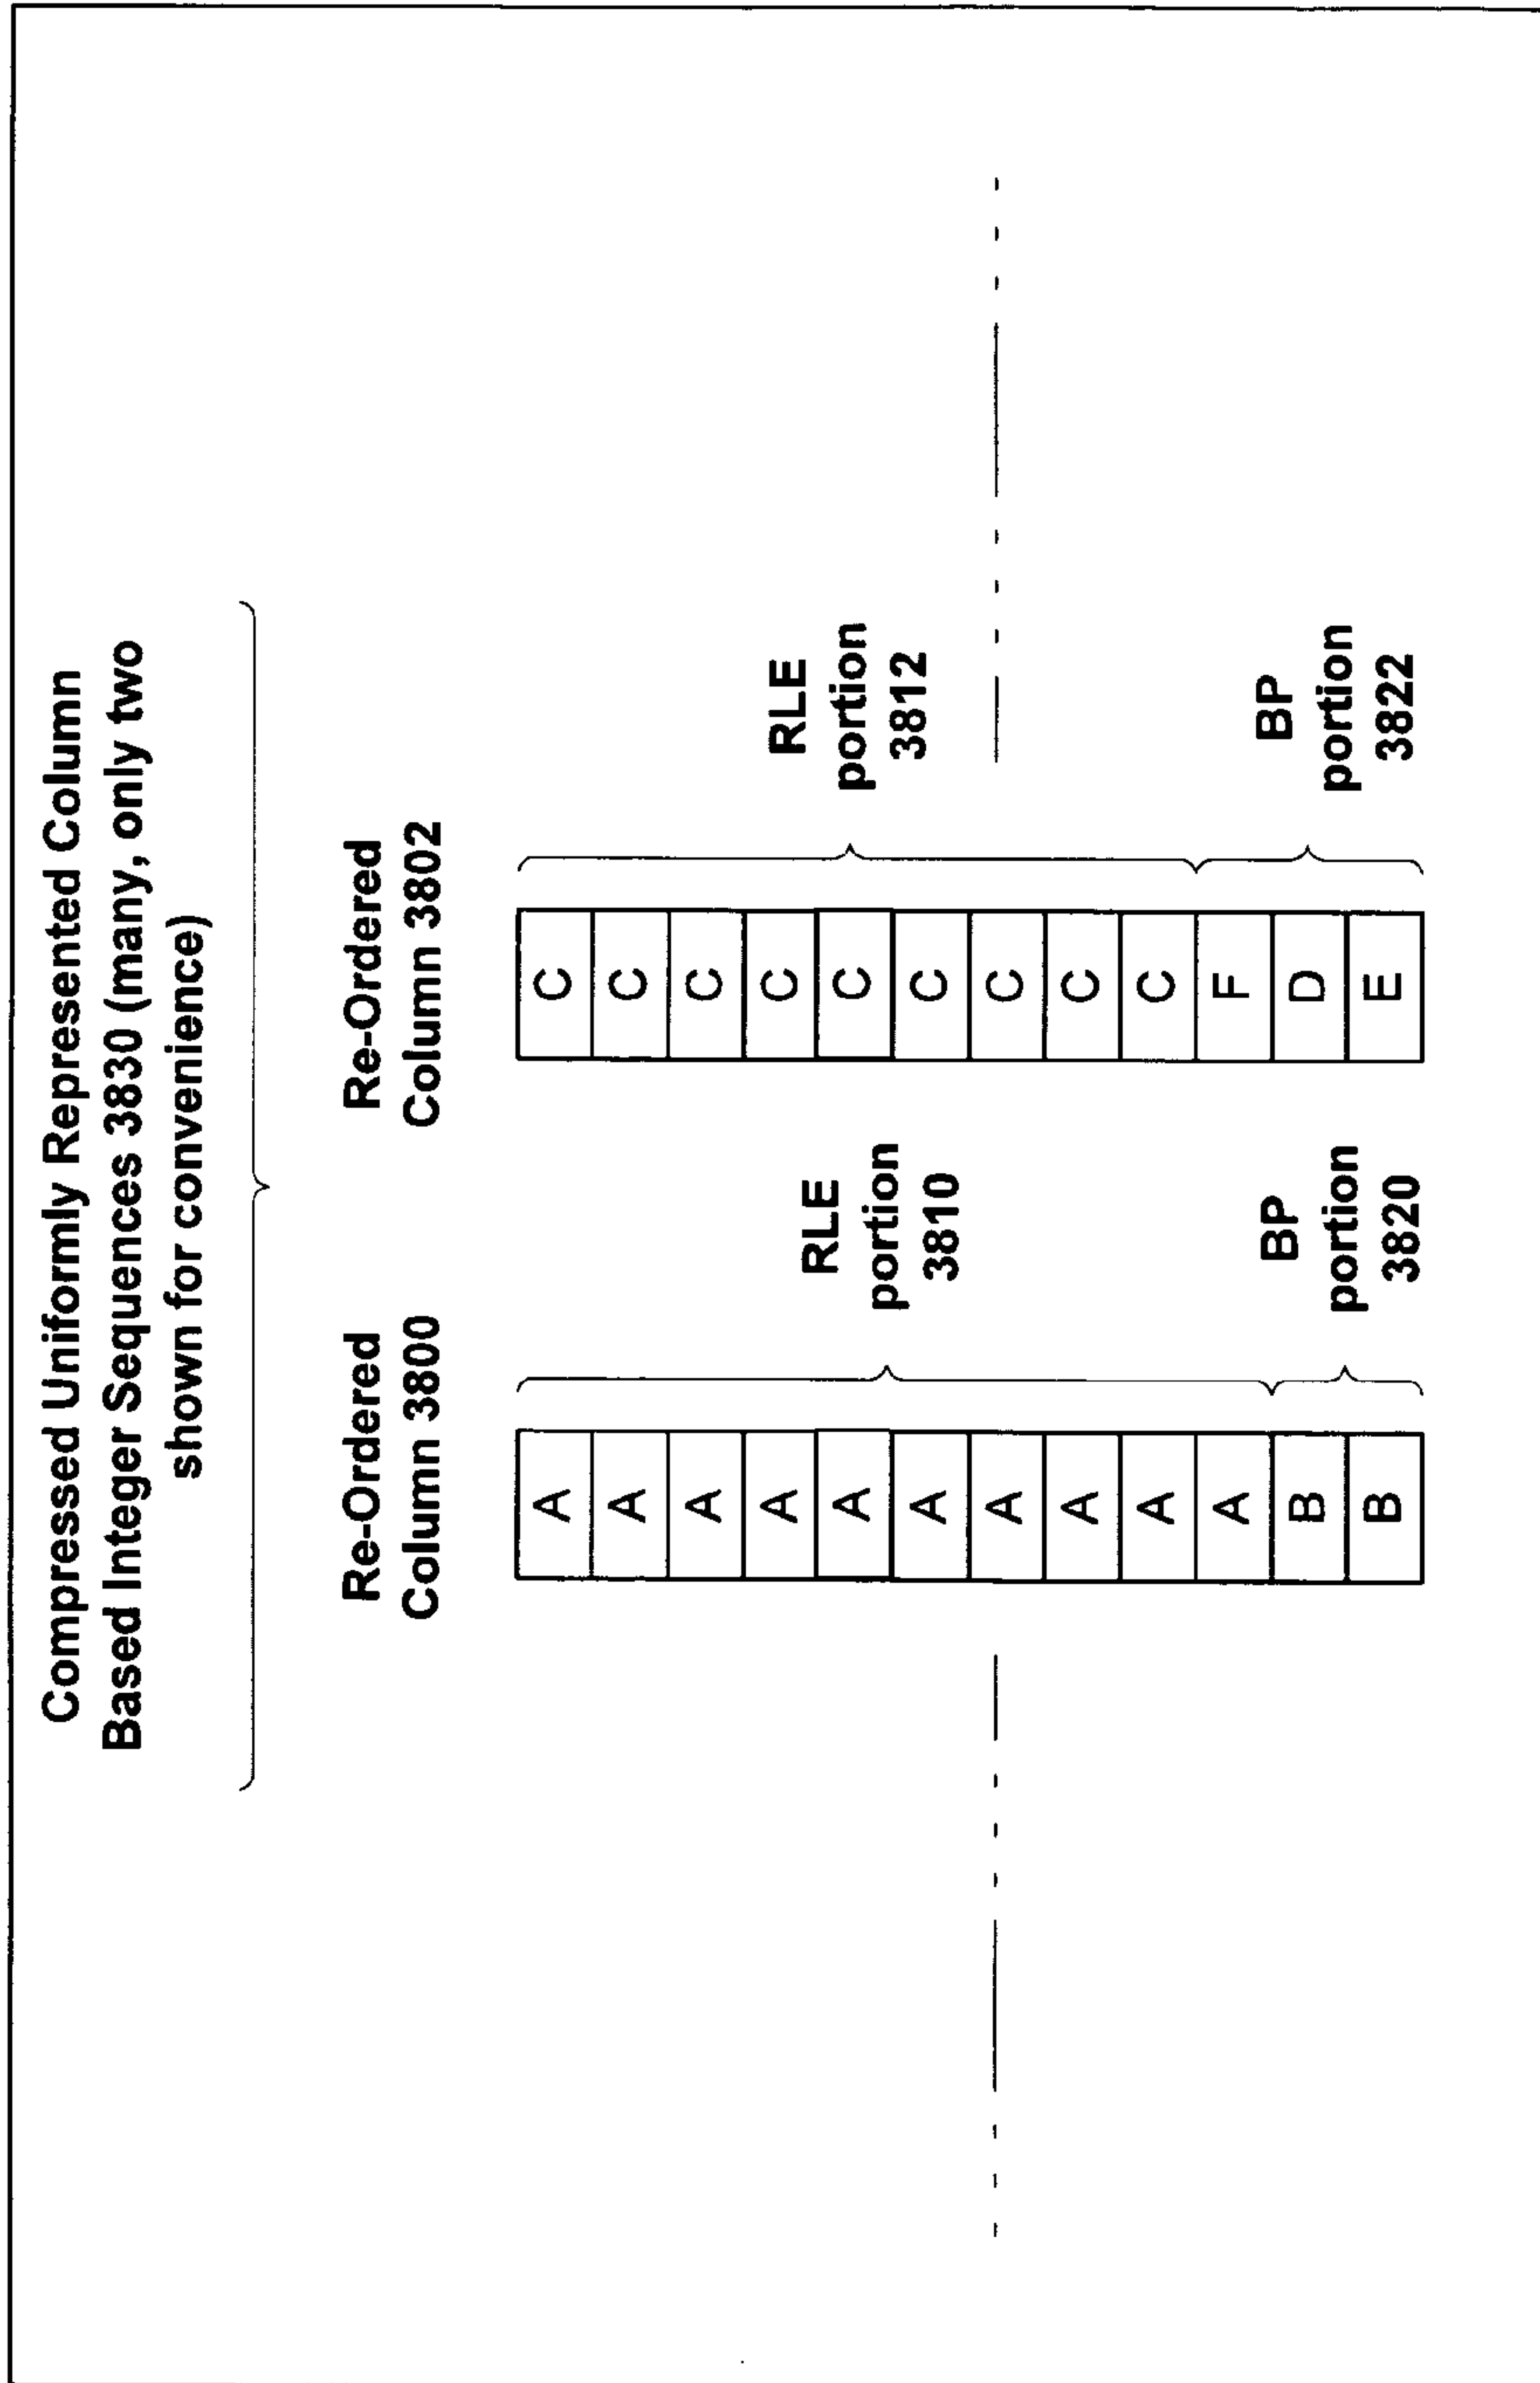 Compressed Uniformly Represented Column
Based Integer Sequences 3830 (many, only two
shown for convenience)
Re-Ordered
Column 3800
A
A
A
A
A
A
A
A
A
A
B
B
RLE
portion
3810
BP
portion
3820
Re-Ordered
Column 3802
C
C
C
C
C
C
C
C
C
F
D
E
RLE
portion
3812
BP
portion
3822